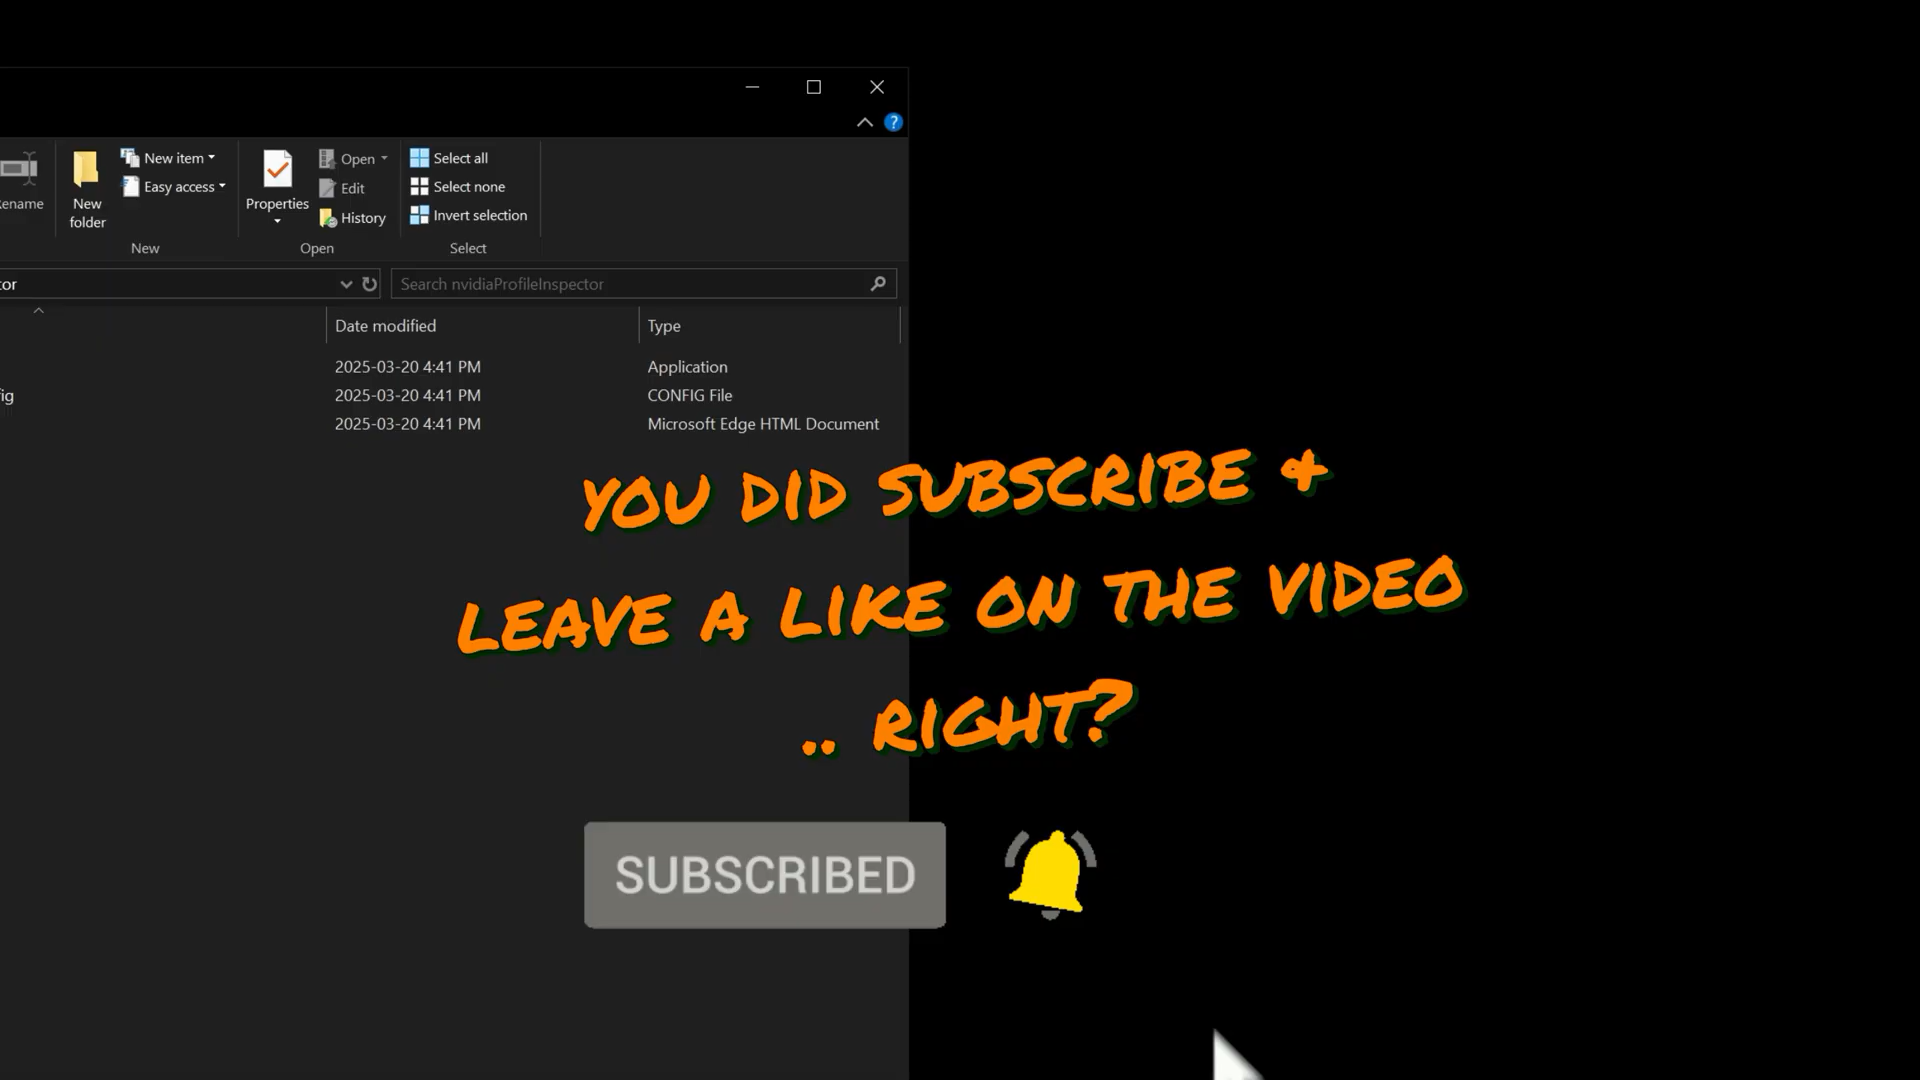 ename
New
folder
New item
Easy access
New
Properties
Open
Edit
History
Open
Select all
Select none
Invert selection
Select
?
tor
Search nvidiaProfileInspector
Date modified
Type
2025-03-20 4:41 PM
Application
fig
2025-03-20 4:41 PM
CONFIG File
2025-03-20 4:41 PM
Microsoft Edge HTML Document
YOU DID SUBSCRIBE &
LEAVE A LIKE ON THE VIDEO
.. RIGHT?
SUBSCRIBED